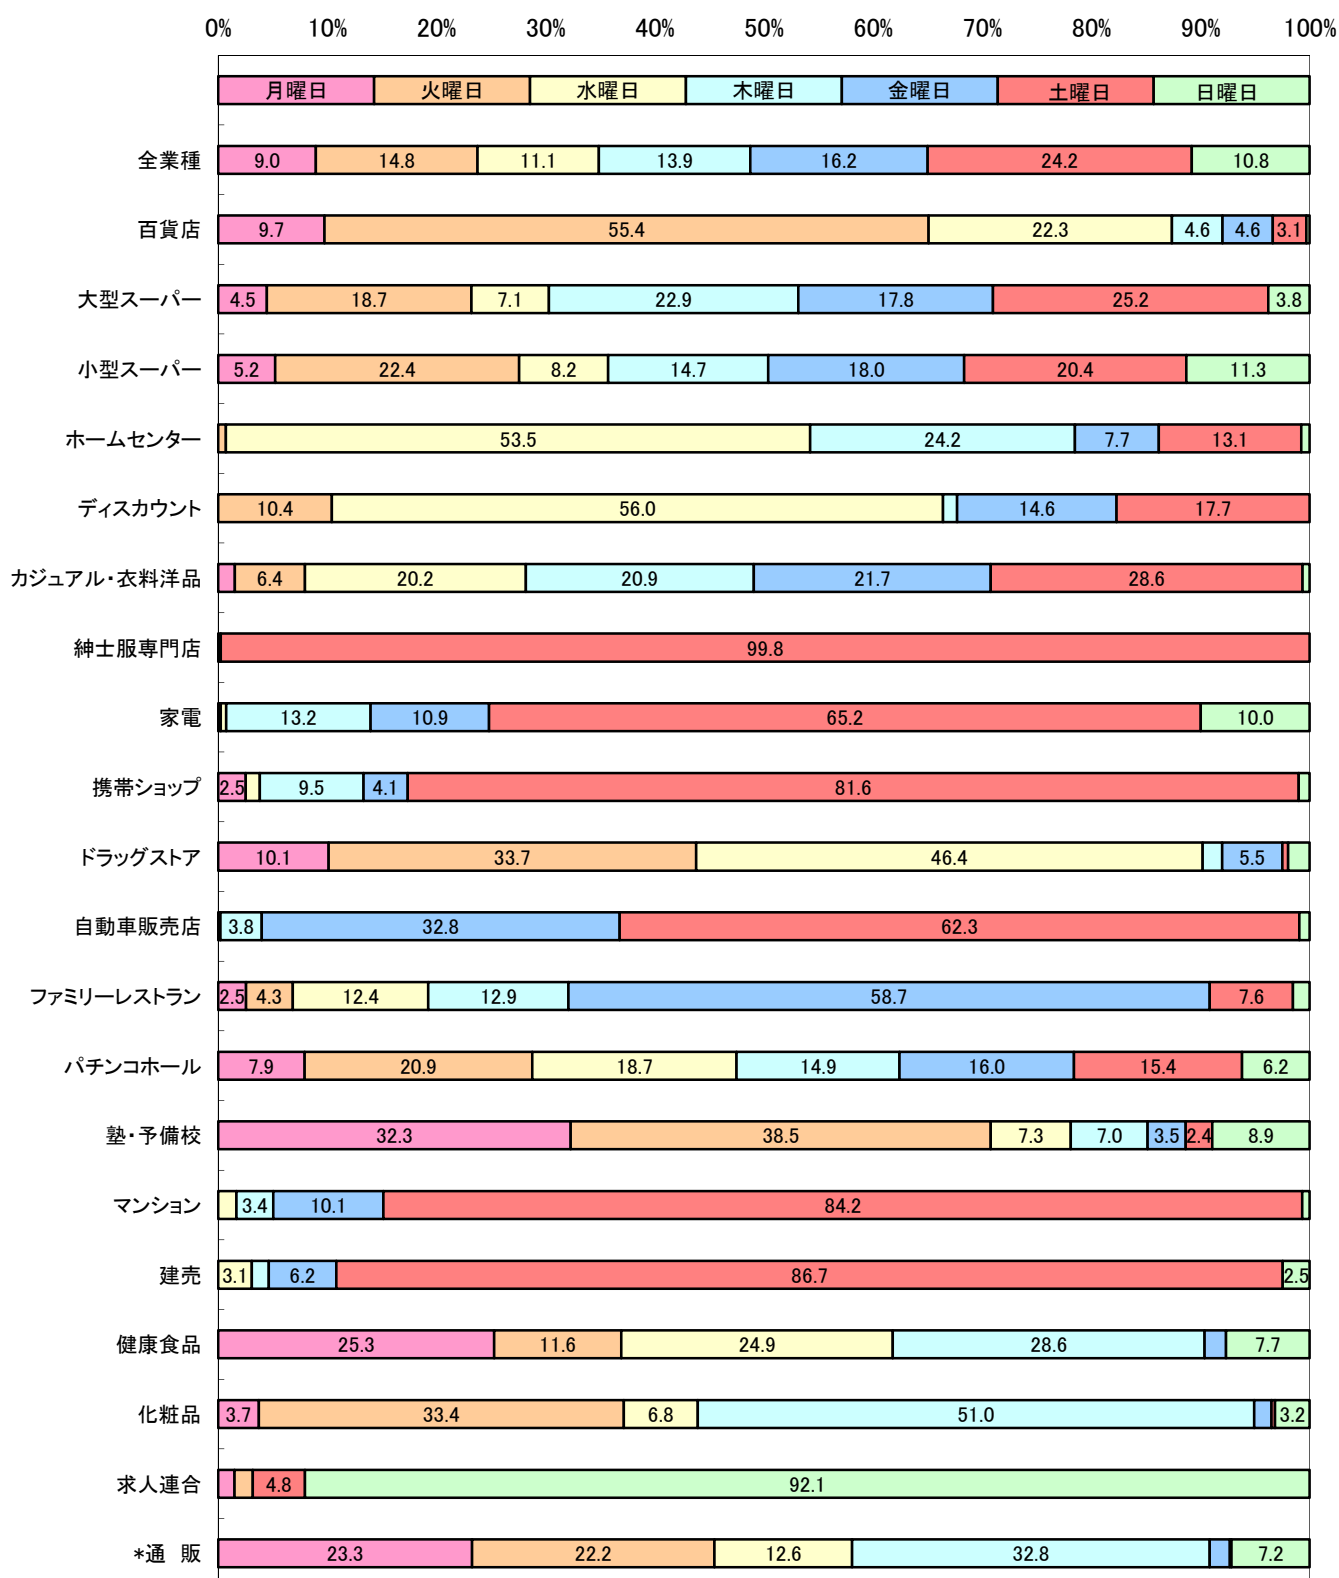 0% 10% 20% 30% 40% 50% 60% 70% 80% 90% 100%
月曜日 火曜日 水曜日 木曜日 金曜日 土曜日 日曜日
全業種 9.0 14.8 11.1 13.9 16.2 24.2 10.8
百貨店 9.7 55.4 22.3 4.6 4.6 3.1
大型スーパー 4.5 18.7 7.1 22.9 17.8 25.2 3.8
小型スーパー 5.2 22.4 8.2 14.7 18.0 20.4 11.3
ホームセンター 53.5 24.2 7.7 13.1
ディスカウント 10.4 56.0 14.6 17.7
カジュアル・衣料洋品 6.4 20.2 20.9 21.7 28.6
紳士服専門店 99.8
家電 13.2 10.9 65.2 10.0
携帯ショップ 2.5 9.5 4.1 81.6
ドラッグストア 10.1 33.7 46.4 5.5
自動車販売店 3.8 32.8 62.3
ファミリーレストラン 2.5 4.3 12.4 12.9 58.7 7.6
パチンコホール 7.9 20.9 18.7 14.9 16.0 15.4 6.2
塾・予備校 32.3 38.5 7.3 7.0 3.5 2.4 8.9
マンション 3.4 10.1 84.2
建売 3.1 6.2 86.7 2.5
健康食品 25.3 11.6 24.9 28.6 7.7
化粧品 3.7 33.4 6.8 51.0 3.2
求人連合 4.8 92.1
*通　販 23.3 22.2 12.6 32.8 7.2